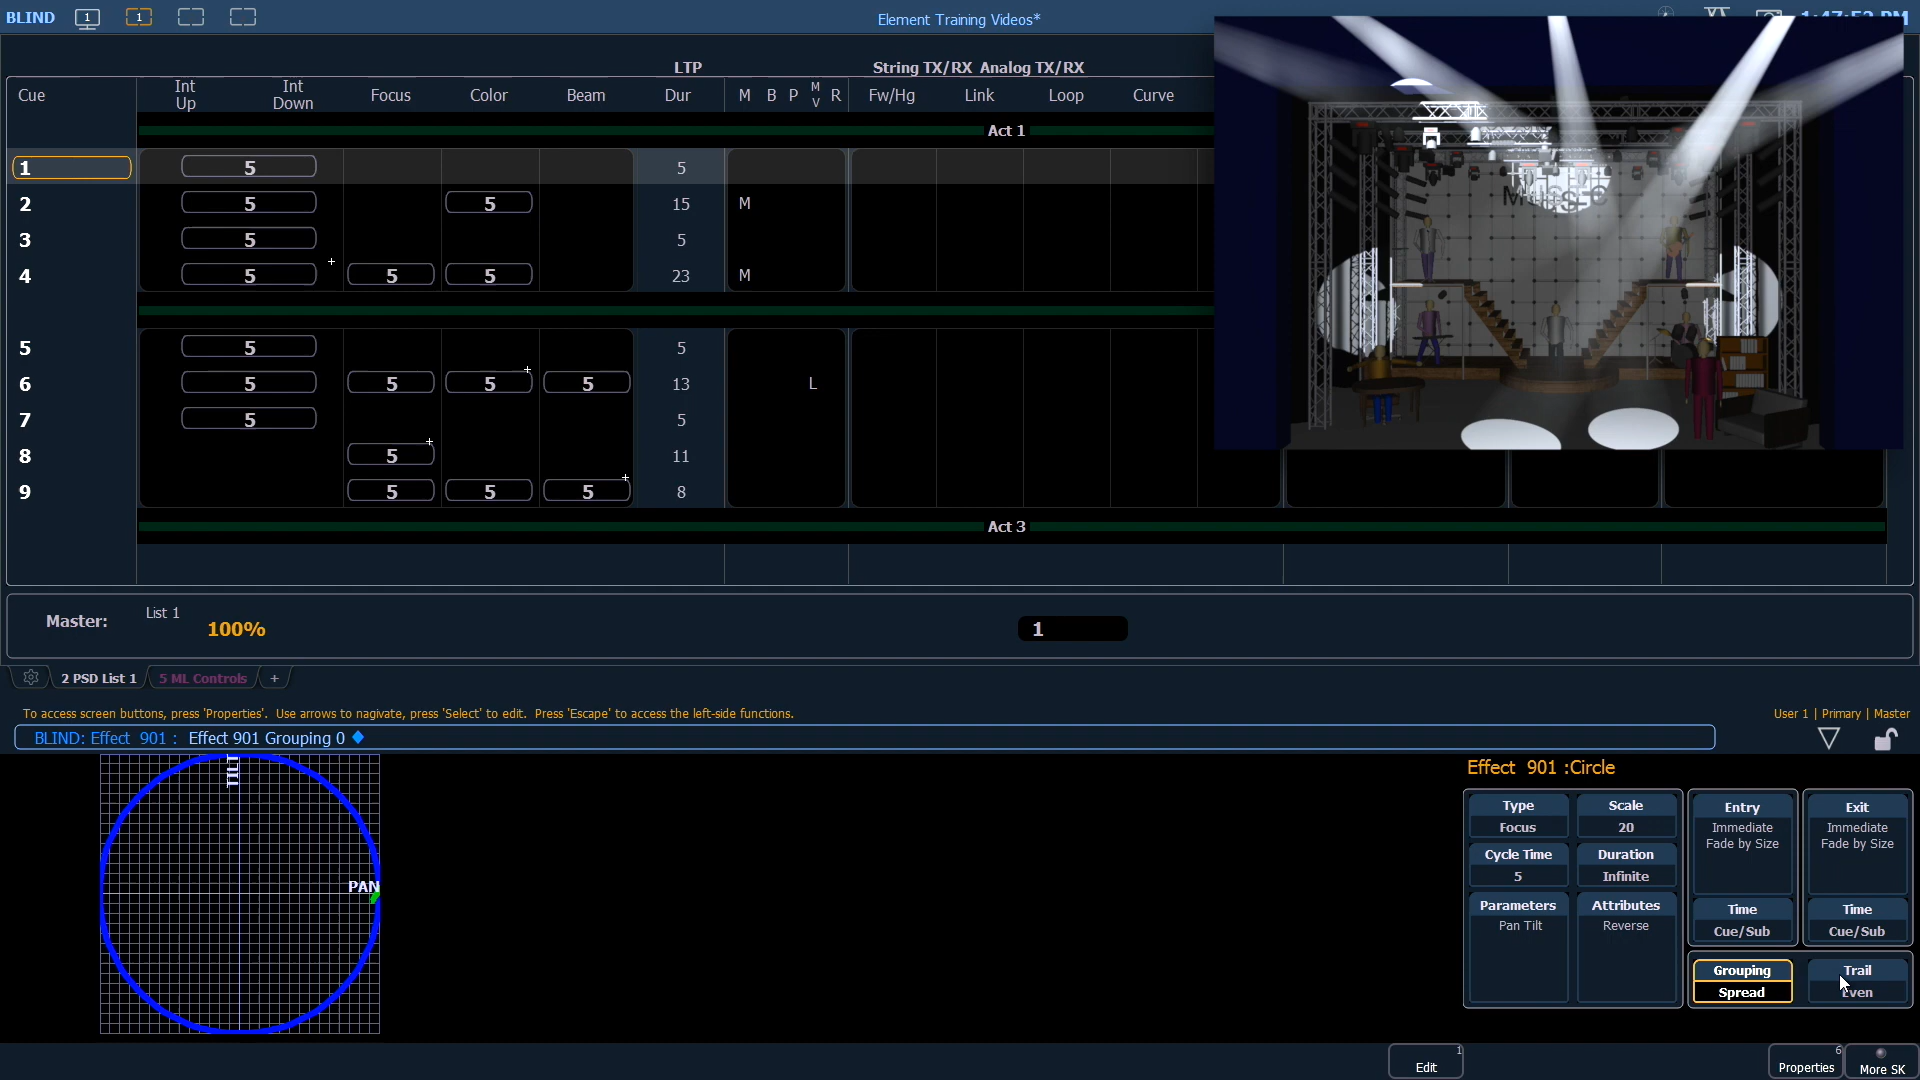 BLIND 1 1 Element Training Videos*
LTP String TX/RX Analog TX/RX
Cue Int Up Int Down Focus Color Beam Dur M B P MV R Fw/Hg Link Loop Curve
Act 1
1 5 5
2 5 5 15 M
3 5 5
4 5 + 5 5 23 M
5 5 5
6 5 5 5 + 5 13 L
7 5 5
8 5 + 11
9 5 5 5 + 8
Act 3
Master: List 1 100% 1
2 PSD List 1 5 ML Controls +
To access screen buttons, press 'Properties'. Use arrows to nagivate, press 'Select' to edit. Press 'Escape' to access the left-side functions.
User 1 | Primary | Master
BLIND: Effect 901 : Effect 901 Grouping 0
TILT
PAN
Effect 901 :Circle
Type Scale Entry Exit
Focus 20 Immediate Immediate
Fade by Size Fade by Size
Cycle Time Duration
5 Infinite
Parameters Attributes Time Time
Pan Tilt Reverse Cue/Sub Cue/Sub
Grouping Trail
Spread Even
Edit 1 Properties 6 More SK